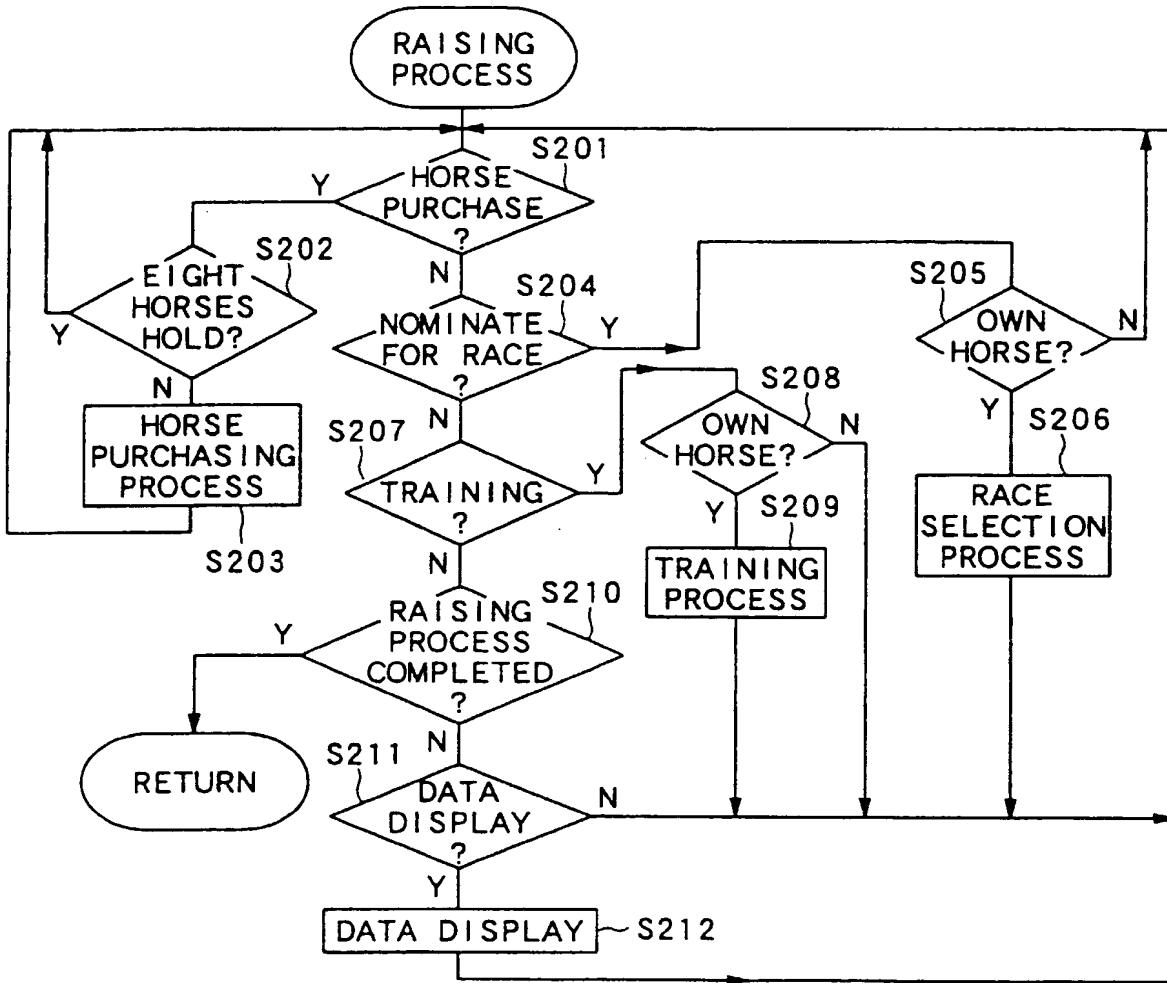 RAISING
PROCESS
S201
Y
HORSE
PURCHASE
?
N
S202
EIGHT
HORSES
HOLD?
Y
N
HORSE
PURCHASING
PROCESS
S203
S204
NOMINATE
FOR RACE
?
Y
N
S205
OWN
HORSE?
N
Y
S206
RACE
SELECTION
PROCESS
S207
TRAINING
?
Y
N
S208
OWN
HORSE?
N
Y
S209
TRAINING
PROCESS
S210
RAISING
PROCESS
COMPLETED
?
Y
N
RETURN
S211
DATA
DISPLAY
?
N
Y
DATA DISPLAY
S212